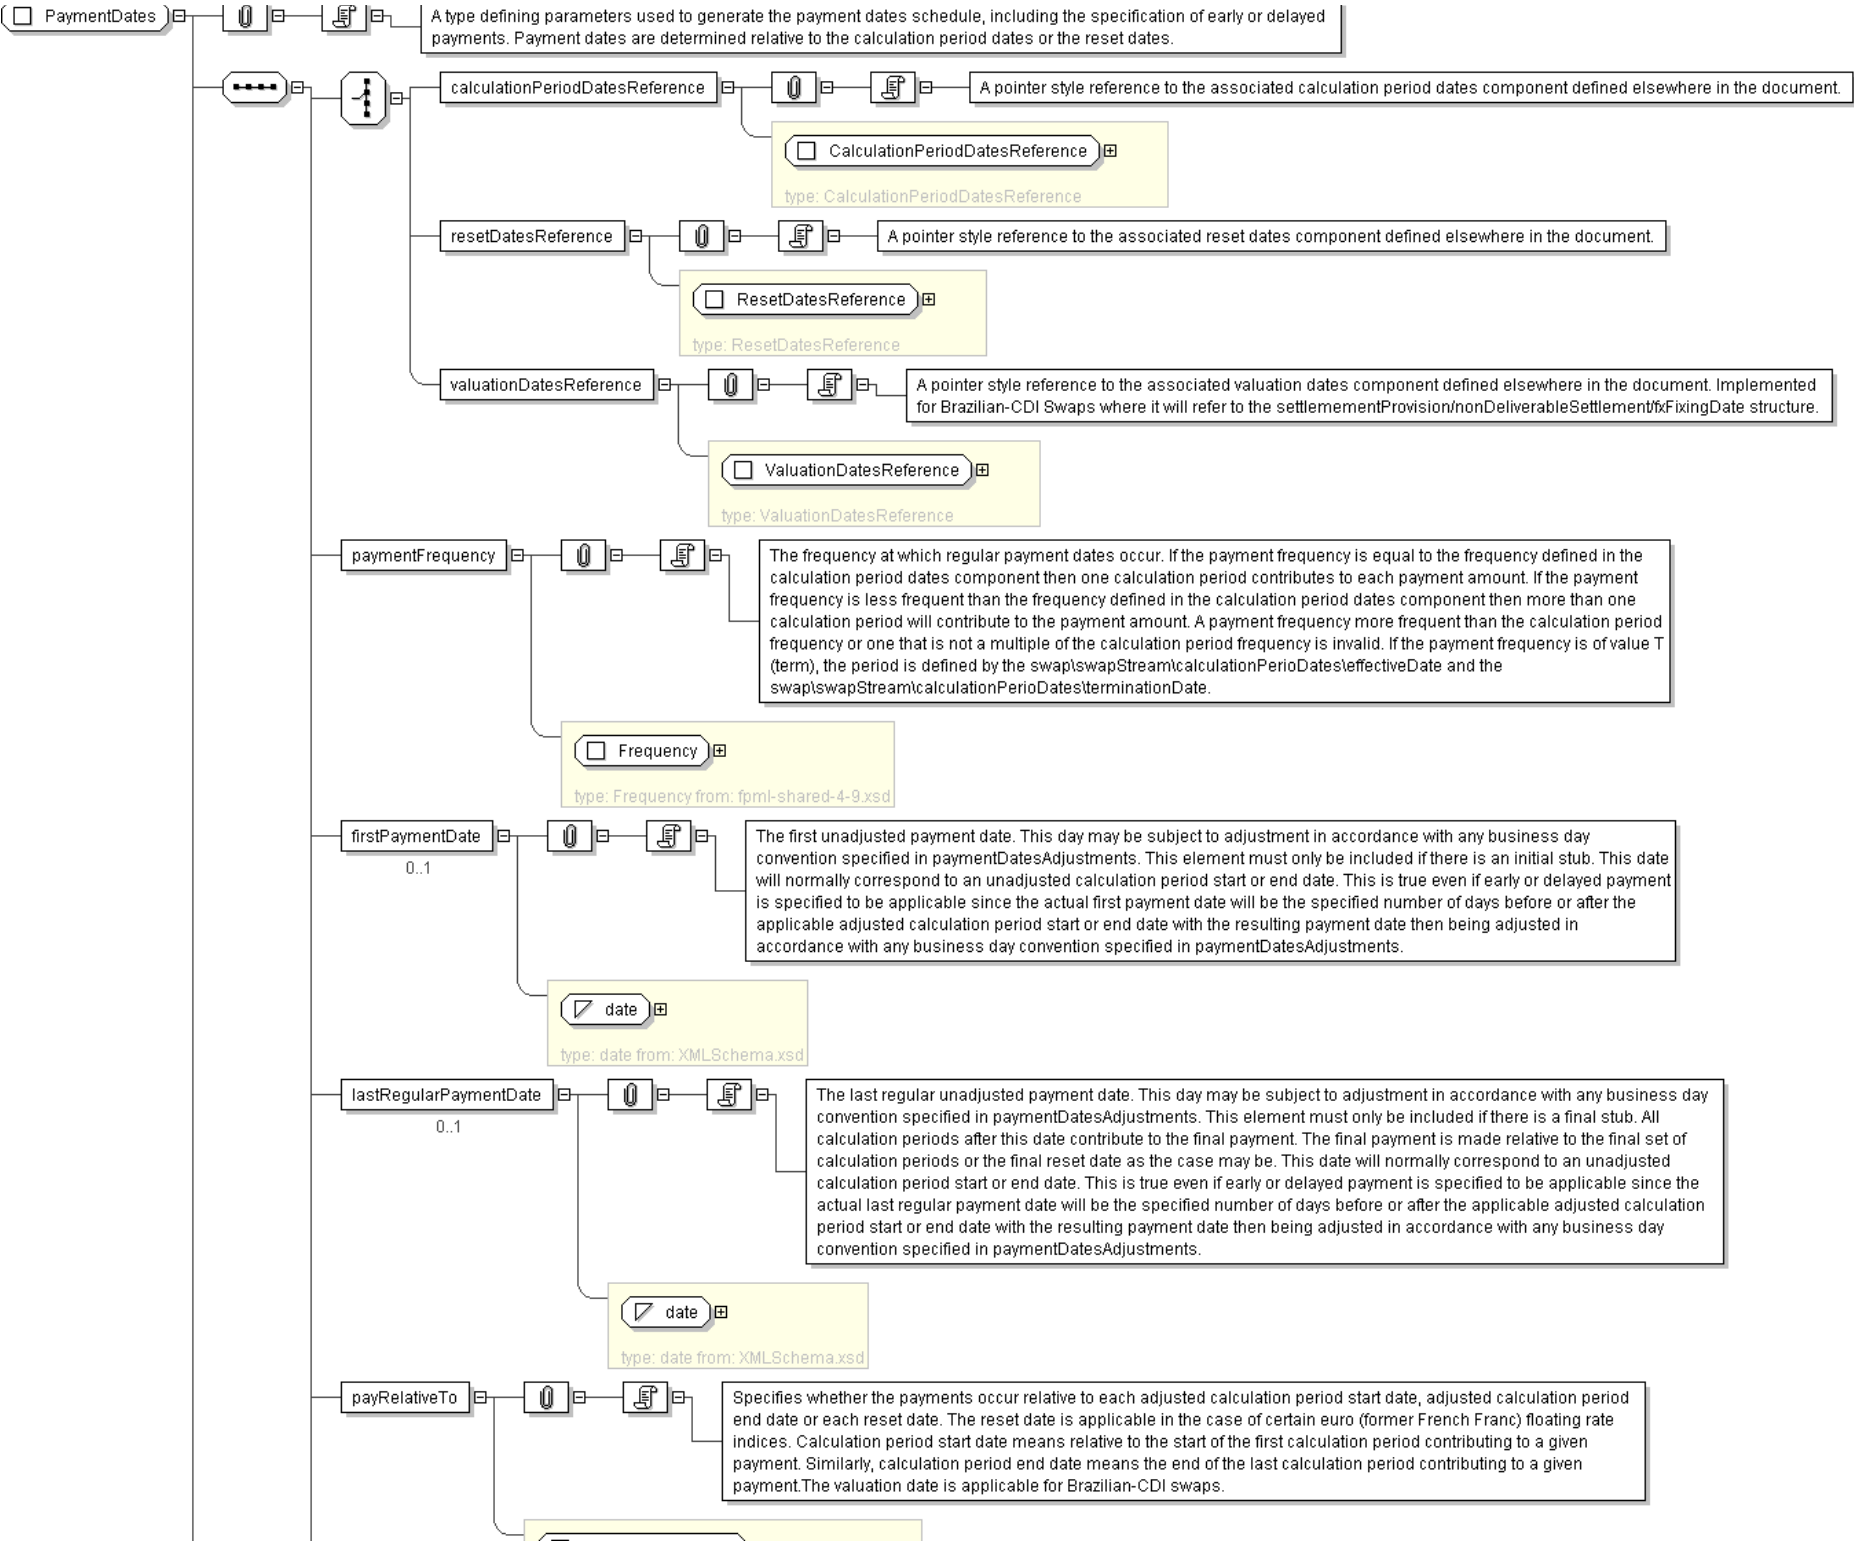 PaymentDates
A type defining parameters used to generate the payment dates schedule, including the specification of early or delayed
payments. Payment dates are determined relative to the calculation period dates or the reset dates.
calculationPeriodDatesReference
A pointer style reference to the associated calculation period dates component defined elsewhere in the document.
CalculationPeriodDatesReference
type: CalculationPeriodDatesReference
resetDatesReference
A pointer style reference to the associated reset dates component defined elsewhere in the document.
ResetDatesReference
type: ResetDatesReference
valuationDatesReference
A pointer style reference to the associated valuation dates component defined elsewhere in the document. Implemented
for Brazilian-CDI Swaps where it will refer to the settlemementProvision/nonDeliverableSettlement/fxFixingDate structure.
ValuationDatesReference
type: ValuationDatesReference
paymentFrequency
The frequency at which regular payment dates occur. If the payment frequency is equal to the frequency defined in the
calculation period dates component then one calculation period contributes to each payment amount. If the payment
frequency is less frequent than the frequency defined in the calculation period dates component then more than one
calculation period will contribute to the payment amount. A payment frequency more frequent than the calculation period
frequency or one that is not a multiple of the calculation period frequency is invalid. If the payment frequency is of value T
(term), the period is defined by the swap\swapStream\calculationPerioDates\effectiveDate and the
swap\swapStream\calculationPerioDates\terminationDate.
Frequency
type: Frequency from: fpml-shared-4-9.xsd
firstPaymentDate
0..1
The first unadjusted payment date. This day may be subject to adjustment in accordance with any business day
convention specified in paymentDatesAdjustments. This element must only be included if there is an initial stub. This date
will normally correspond to an unadjusted calculation period start or end date. This is true even if early or delayed payment
is specified to be applicable since the actual first payment date will be the specified number of days before or after the
applicable adjusted calculation period start or end date with the resulting payment date then being adjusted in
accordance with any business day convention specified in paymentDatesAdjustments.
date
type: date from: XMLSchema.xsd
lastRegularPaymentDate
0..1
The last regular unadjusted payment date. This day may be subject to adjustment in accordance with any business day
convention specified in paymentDatesAdjustments. This element must only be included if there is a final stub. All
calculation periods after this date contribute to the final payment. The final payment is made relative to the final set of
calculation periods or the final reset date as the case may be. This date will normally correspond to an unadjusted
calculation period start or end date. This is true even if early or delayed payment is specified to be applicable since the
actual last regular payment date will be the specified number of days before or after the applicable adjusted calculation
period start or end date with the resulting payment date then being adjusted in accordance with any business day
convention specified in paymentDatesAdjustments.
date
type: date from: XMLSchema.xsd
payRelativeTo
Specifies whether the payments occur relative to each adjusted calculation period start date, adjusted calculation period
end date or each reset date. The reset date is applicable in the case of certain euro (former French Franc) floating rate
indices. Calculation period start date means relative to the start of the first calculation period contributing to a given
payment. Similarly, calculation period end date means the end of the last calculation period contributing to a given
payment.The valuation date is applicable for Brazilian-CDI swaps.